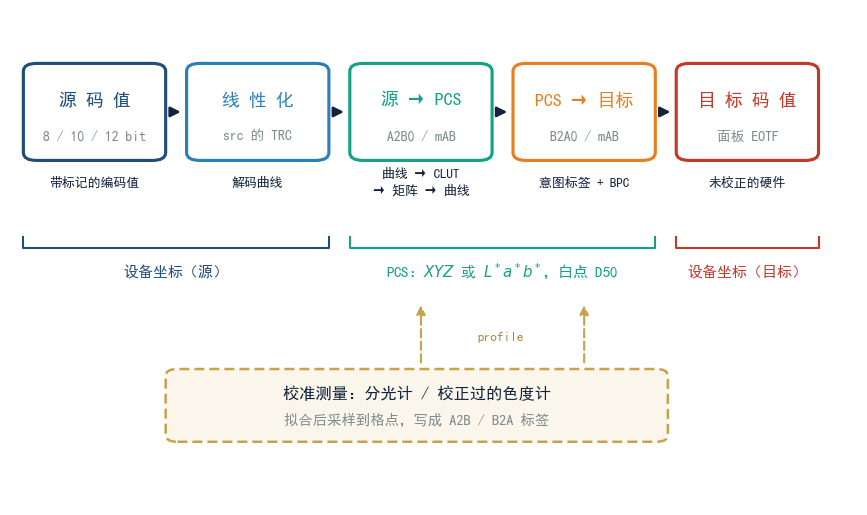 源 码 值
8 / 10 / 12 bit
带标记的编码值
线 性 化
src 的 TRC
解码曲线
源 → PCS
A2B0 / mAB
曲线 → CLUT
→ 矩阵 → 曲线
PCS → 目标
B2A0 / mAB
意图标签 + BPC
目 标 码 值
面板 EOTF
未校正的硬件
设备坐标（源）
PCS: XYZ 或 L*a*b*, 白点 D50
设备坐标（目标）
profile
校准测量: 分光计 / 校正过的色度计
拟合后采样到格点, 写成 A2B / B2A 标签